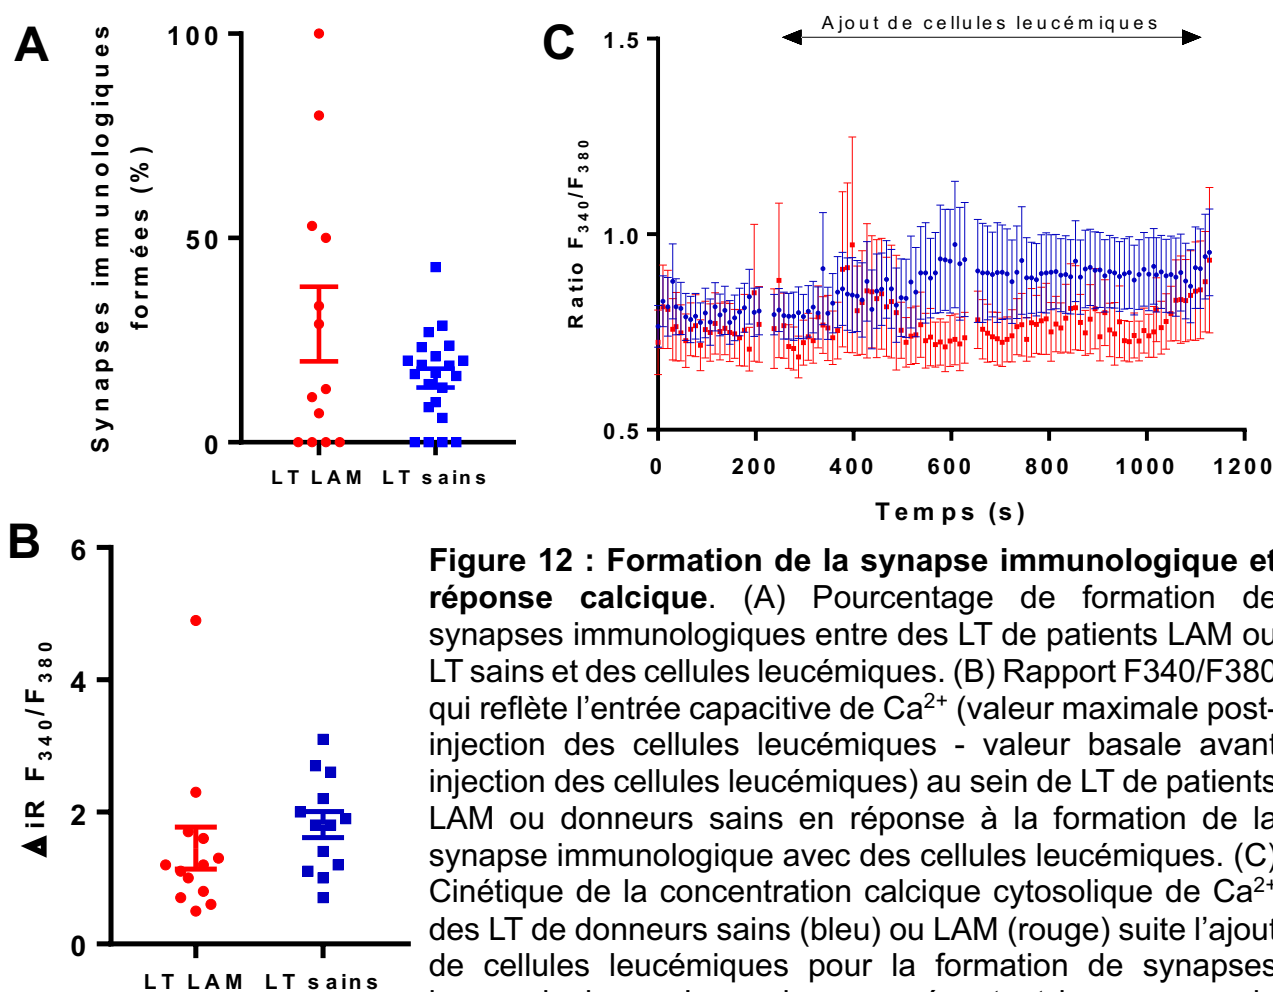 A
Synapses immunologiques
formées (%)
100
50
0
LT LAM
LT sains
C
Ajout de cellules leucémiques
Ratio F340/F380
1.5
1.0
0.5
0
200
400
600
800
1000
1200
Temps (s)
B
▲iR F340/F380
6
4
2
0
LT LAM
LT sains
Figure 12 : Formation de la synapse immunologique et
réponse calcique. (A) Pourcentage de formation de
synapses immunologiques entre des LT de patients LAM ou
LT sains et des cellules leucémiques. (B) Rapport F340/F380
qui reflète l'entrée capacitive de Ca2+ (valeur maximale post-
injection des cellules leucémiques - valeur basale avant
injection des cellules leucémiques) au sein de LT de patients
LAM ou donneurs sains en réponse à la formation de la
synapse immunologique avec des cellules leucémiques. (C)
Cinétique de la concentration calcique cytosolique de Ca2+
des LT de donneurs sains (bleu) ou LAM (rouge) suite l'ajout
de cellules leucémiques pour la formation de synapses